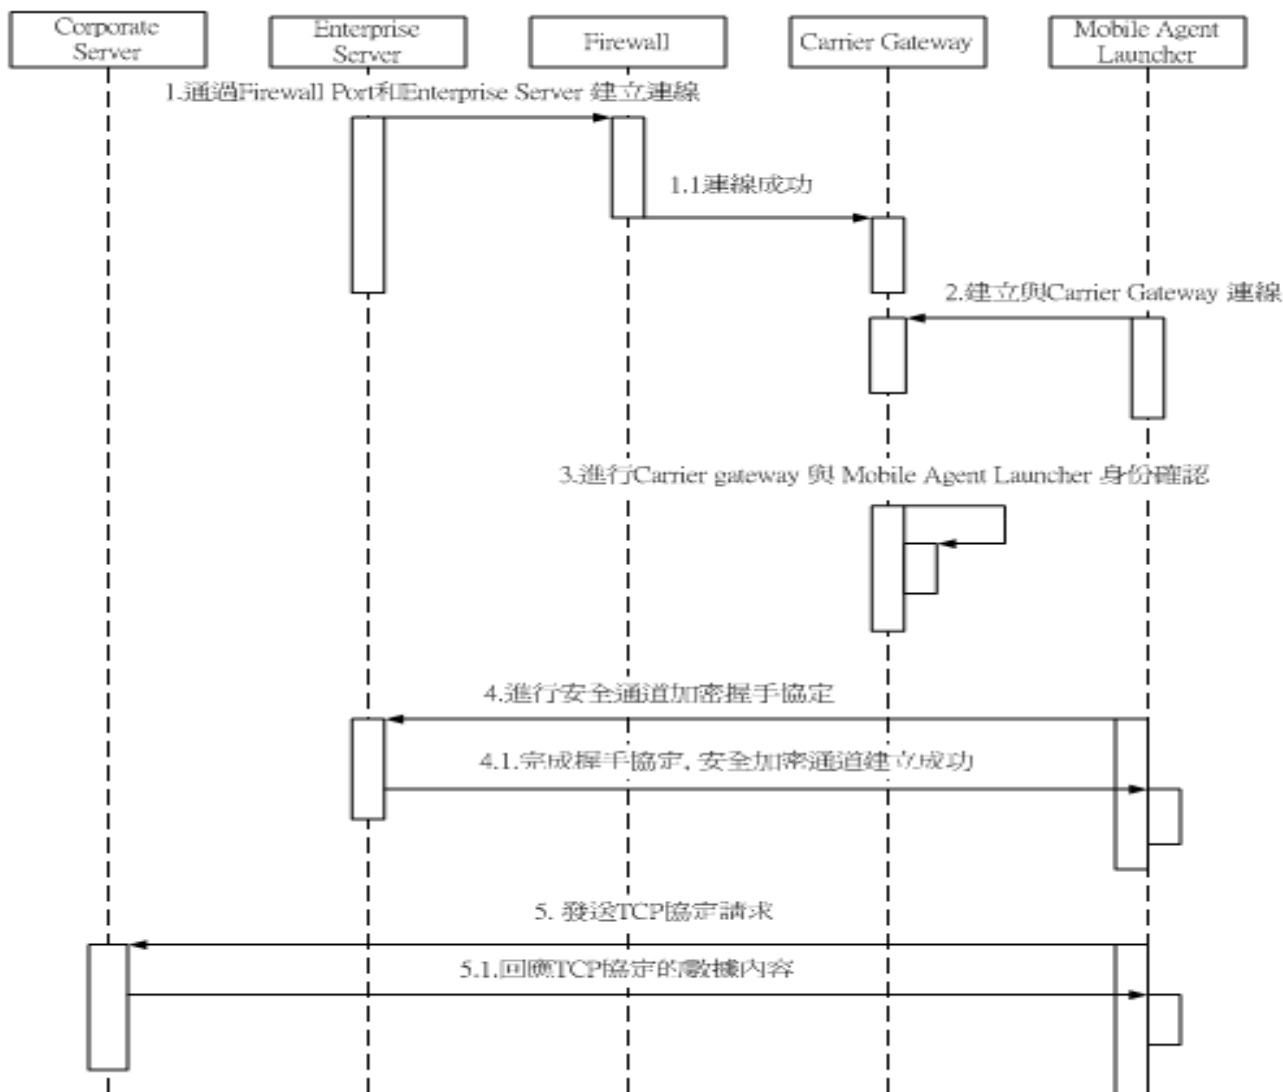 Corporate
Server
Enterprise
Server
Firewall
Carrier Gateway
Mobile Agent
Launcher
1.通過Firewall Port和Enterprise Server 建立連線
1.1連線成功
2.建立與Carrier Gateway 連線
3.進行Carrier gateway 與 Mobile Agent Launcher 身份確認
4.進行安全通道加密握手協定
4.1.完成握手協定, 安全加密通道建立成功
5. 發送TCP協定請求
5.1.回應TCP協定的數據內容